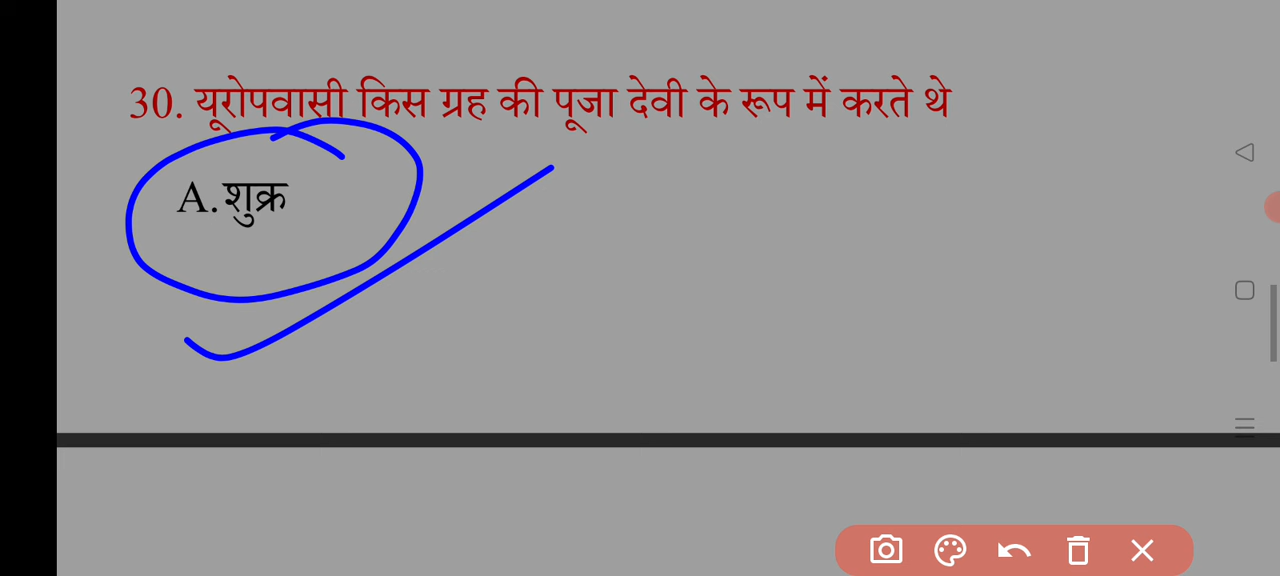 30. यूरोपवासी किस ग्रह की पूजा देवी के रूप में करते थे
A.शुक्र